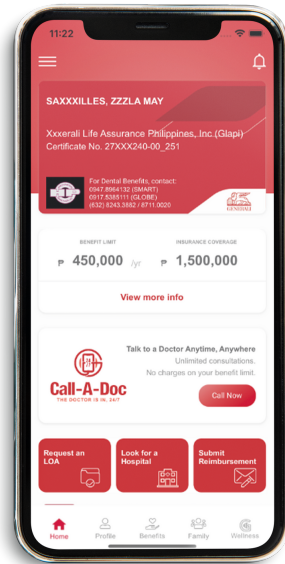 11:22
SAXXXILLES, ZZZLA MAY
Xxxerali Life Assurance Philippines, Inc.(Glapi)
Certificate No. 27XXX240-00_251
For Dental Benefits, contact:
0947.8964132 (SMART)
0917.5385111 (GLOBE)
(632) 8243.3682 / 8711.0020
GENERALI
BENEFIT LIMIT
INSURANCE COVERAGE
₱ 450,000 /yr ₱ 1,500,000
View more info
Talk to a Doctor Anytime, Anywhere
Unlimited consultations.
No charges on your benefit limit.
Call-A-Doc
THE DOCTOR IS IN, 24/7
Call Now
Request an
LOA
Look for a
Hospital
Submit
Reimbursement
Home
Profile
Benefits
Family
Wellness